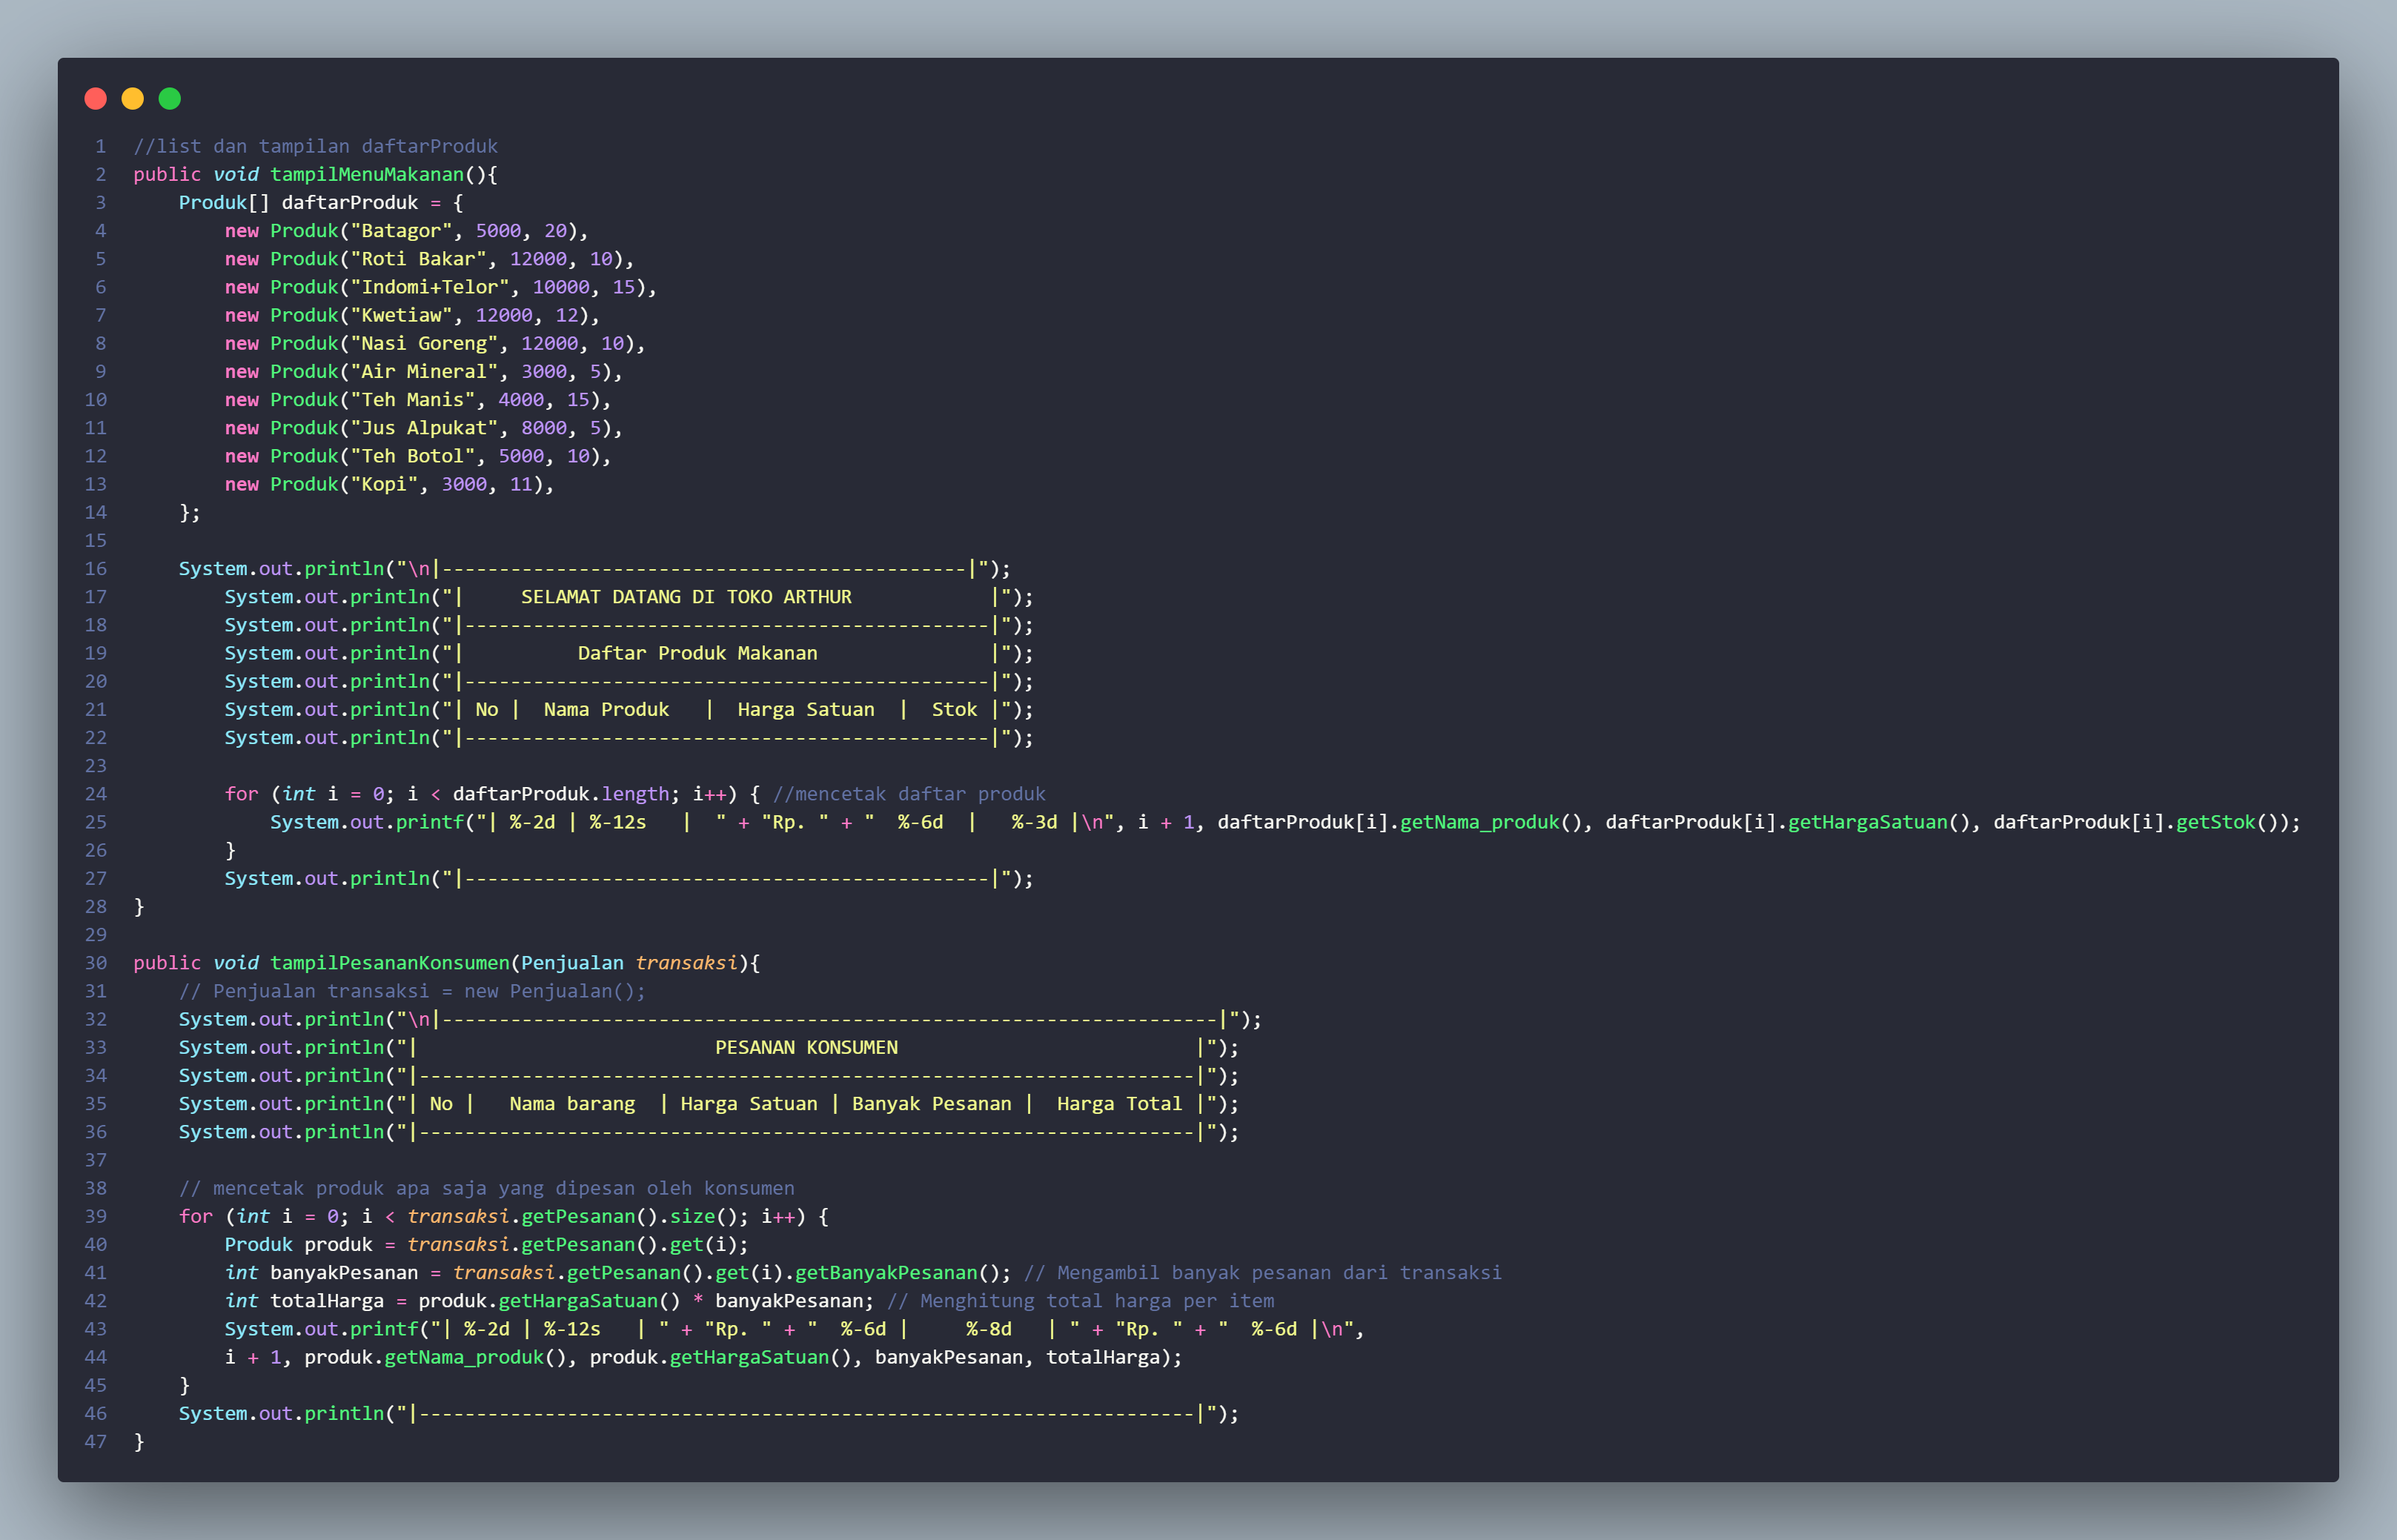 1 //list dan tampilan daftarProduk
2 public void tampilMenuMakanan(){
3     Produk[] daftarProduk = {
4         new Produk("Batagor", 5000, 20),
5         new Produk("Roti Bakar", 12000, 10),
6         new Produk("Indomi+Telor", 10000, 15),
7         new Produk("Kwetiaw", 12000, 12),
8         new Produk("Nasi Goreng", 12000, 10),
9         new Produk("Air Mineral", 3000, 5),
10         new Produk("Teh Manis", 4000, 15),
11         new Produk("Jus Alpukat", 8000, 5),
12         new Produk("Teh Botol", 5000, 10),
13         new Produk("Kopi", 3000, 11),
14     };
15
16     System.out.println("\n|----------------------------------------------|");
17         System.out.println("|     SELAMAT DATANG DI TOKO ARTHUR            |");
18         System.out.println("|----------------------------------------------|");
19         System.out.println("|          Daftar Produk Makanan               |");
20         System.out.println("|----------------------------------------------|");
21         System.out.println("| No |  Nama Produk   |  Harga Satuan  |  Stok |");
22         System.out.println("|----------------------------------------------|");
23
24         for (int i = 0; i < daftarProduk.length; i++) { //mencetak daftar produk
25             System.out.printf("| %-2d | %-12s   |  " + "Rp. " + "  %-6d  |   %-3d |\n", i + 1, daftarProduk[i].getNama_produk(), daftarProduk[i].getHargaSatuan(), daftarProduk[i].getStok());
26         }
27         System.out.println("|----------------------------------------------|");
28 }
29
30 public void tampilPesananKonsumen(Penjualan transaksi){
31     // Penjualan transaksi = new Penjualan();
32     System.out.println("\n|--------------------------------------------------------------------|");
33     System.out.println("|                          PESANAN KONSUMEN                          |");
34     System.out.println("|--------------------------------------------------------------------|");
35     System.out.println("| No |   Nama barang  | Harga Satuan | Banyak Pesanan |  Harga Total |");
36     System.out.println("|--------------------------------------------------------------------|");
37
38     // mencetak produk apa saja yang dipesan oleh konsumen
39     for (int i = 0; i < transaksi.getPesanan().size(); i++) {
40         Produk produk = transaksi.getPesanan().get(i);
41         int banyakPesanan = transaksi.getPesanan().get(i).getBanyakPesanan(); // Mengambil banyak pesanan dari transaksi
42         int totalHarga = produk.getHargaSatuan() * banyakPesanan; // Menghitung total harga per item
43         System.out.printf("| %-2d | %-12s   | " + "Rp. " + "  %-6d |     %-8d   | " + "Rp. " + "  %-6d |\n",
44         i + 1, produk.getNama_produk(), produk.getHargaSatuan(), banyakPesanan, totalHarga);
45     }
46     System.out.println("|--------------------------------------------------------------------|");
47 }